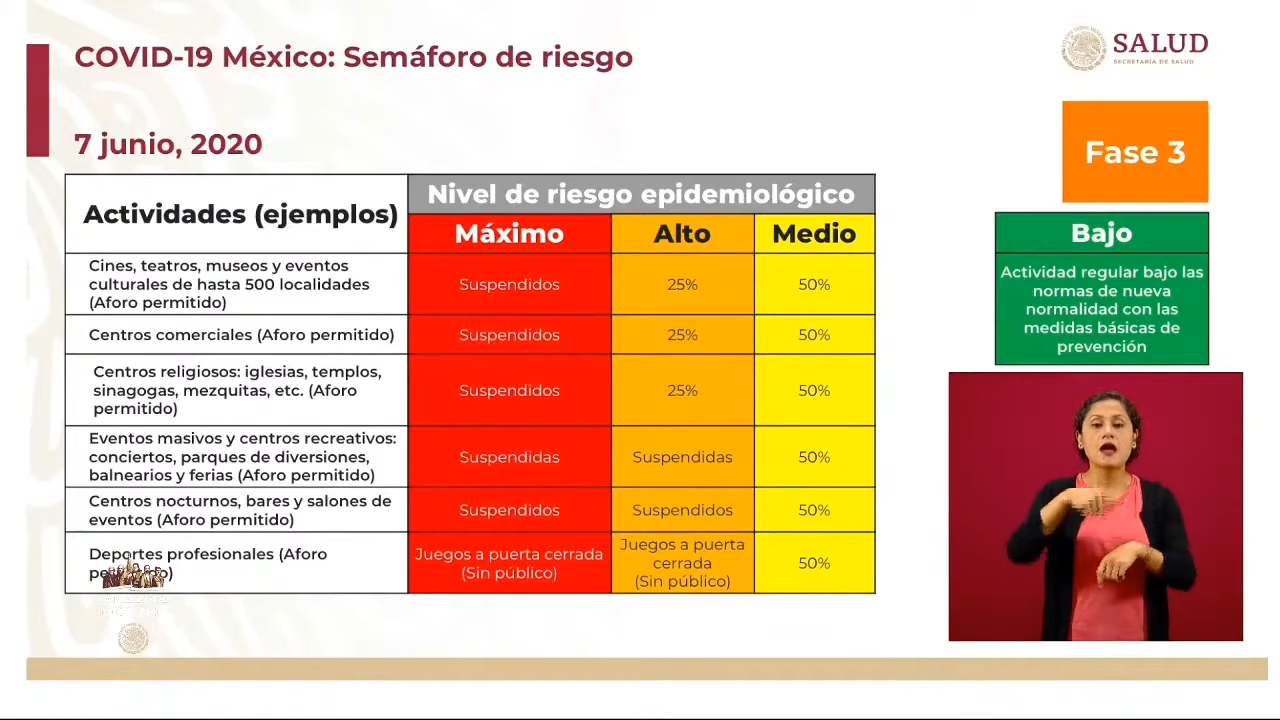 COVID-19 México: Semáforo de riesgo
SALUD
SECRETARÍA DE SALUD
7 junio, 2020
Fase 3
Actividades (ejemplos)
Nivel de riesgo epidemiológico
Máximo
Alto
Medio
Cines, teatros, museos y eventos
culturales de hasta 500 localidades
(Aforo permitido)
Suspendidos
25%
50%
Centros comerciales (Aforo permitido)
Suspendidos
25%
50%
Centros religiosos: iglesias, templos,
sinagogas, mezquitas, etc. (Aforo
permitido)
Suspendidos
25%
50%
Eventos masivos y centros recreativos:
conciertos, parques de diversiones,
balnearios y ferias (Aforo permitido)
Suspendidas
Suspendidas
50%
Centros nocturnos, bares y salones de
eventos (Aforo permitido)
Suspendidos
Suspendidos
50%
Deportes profesionales (Aforo
Juegos a puerta cerrada
(Sin público)
Juegos a puerta
cerrada
(Sin público)
50%
Bajo
Actividad regular bajo las
normas de nueva
normalidad con las
medidas básicas de
prevención